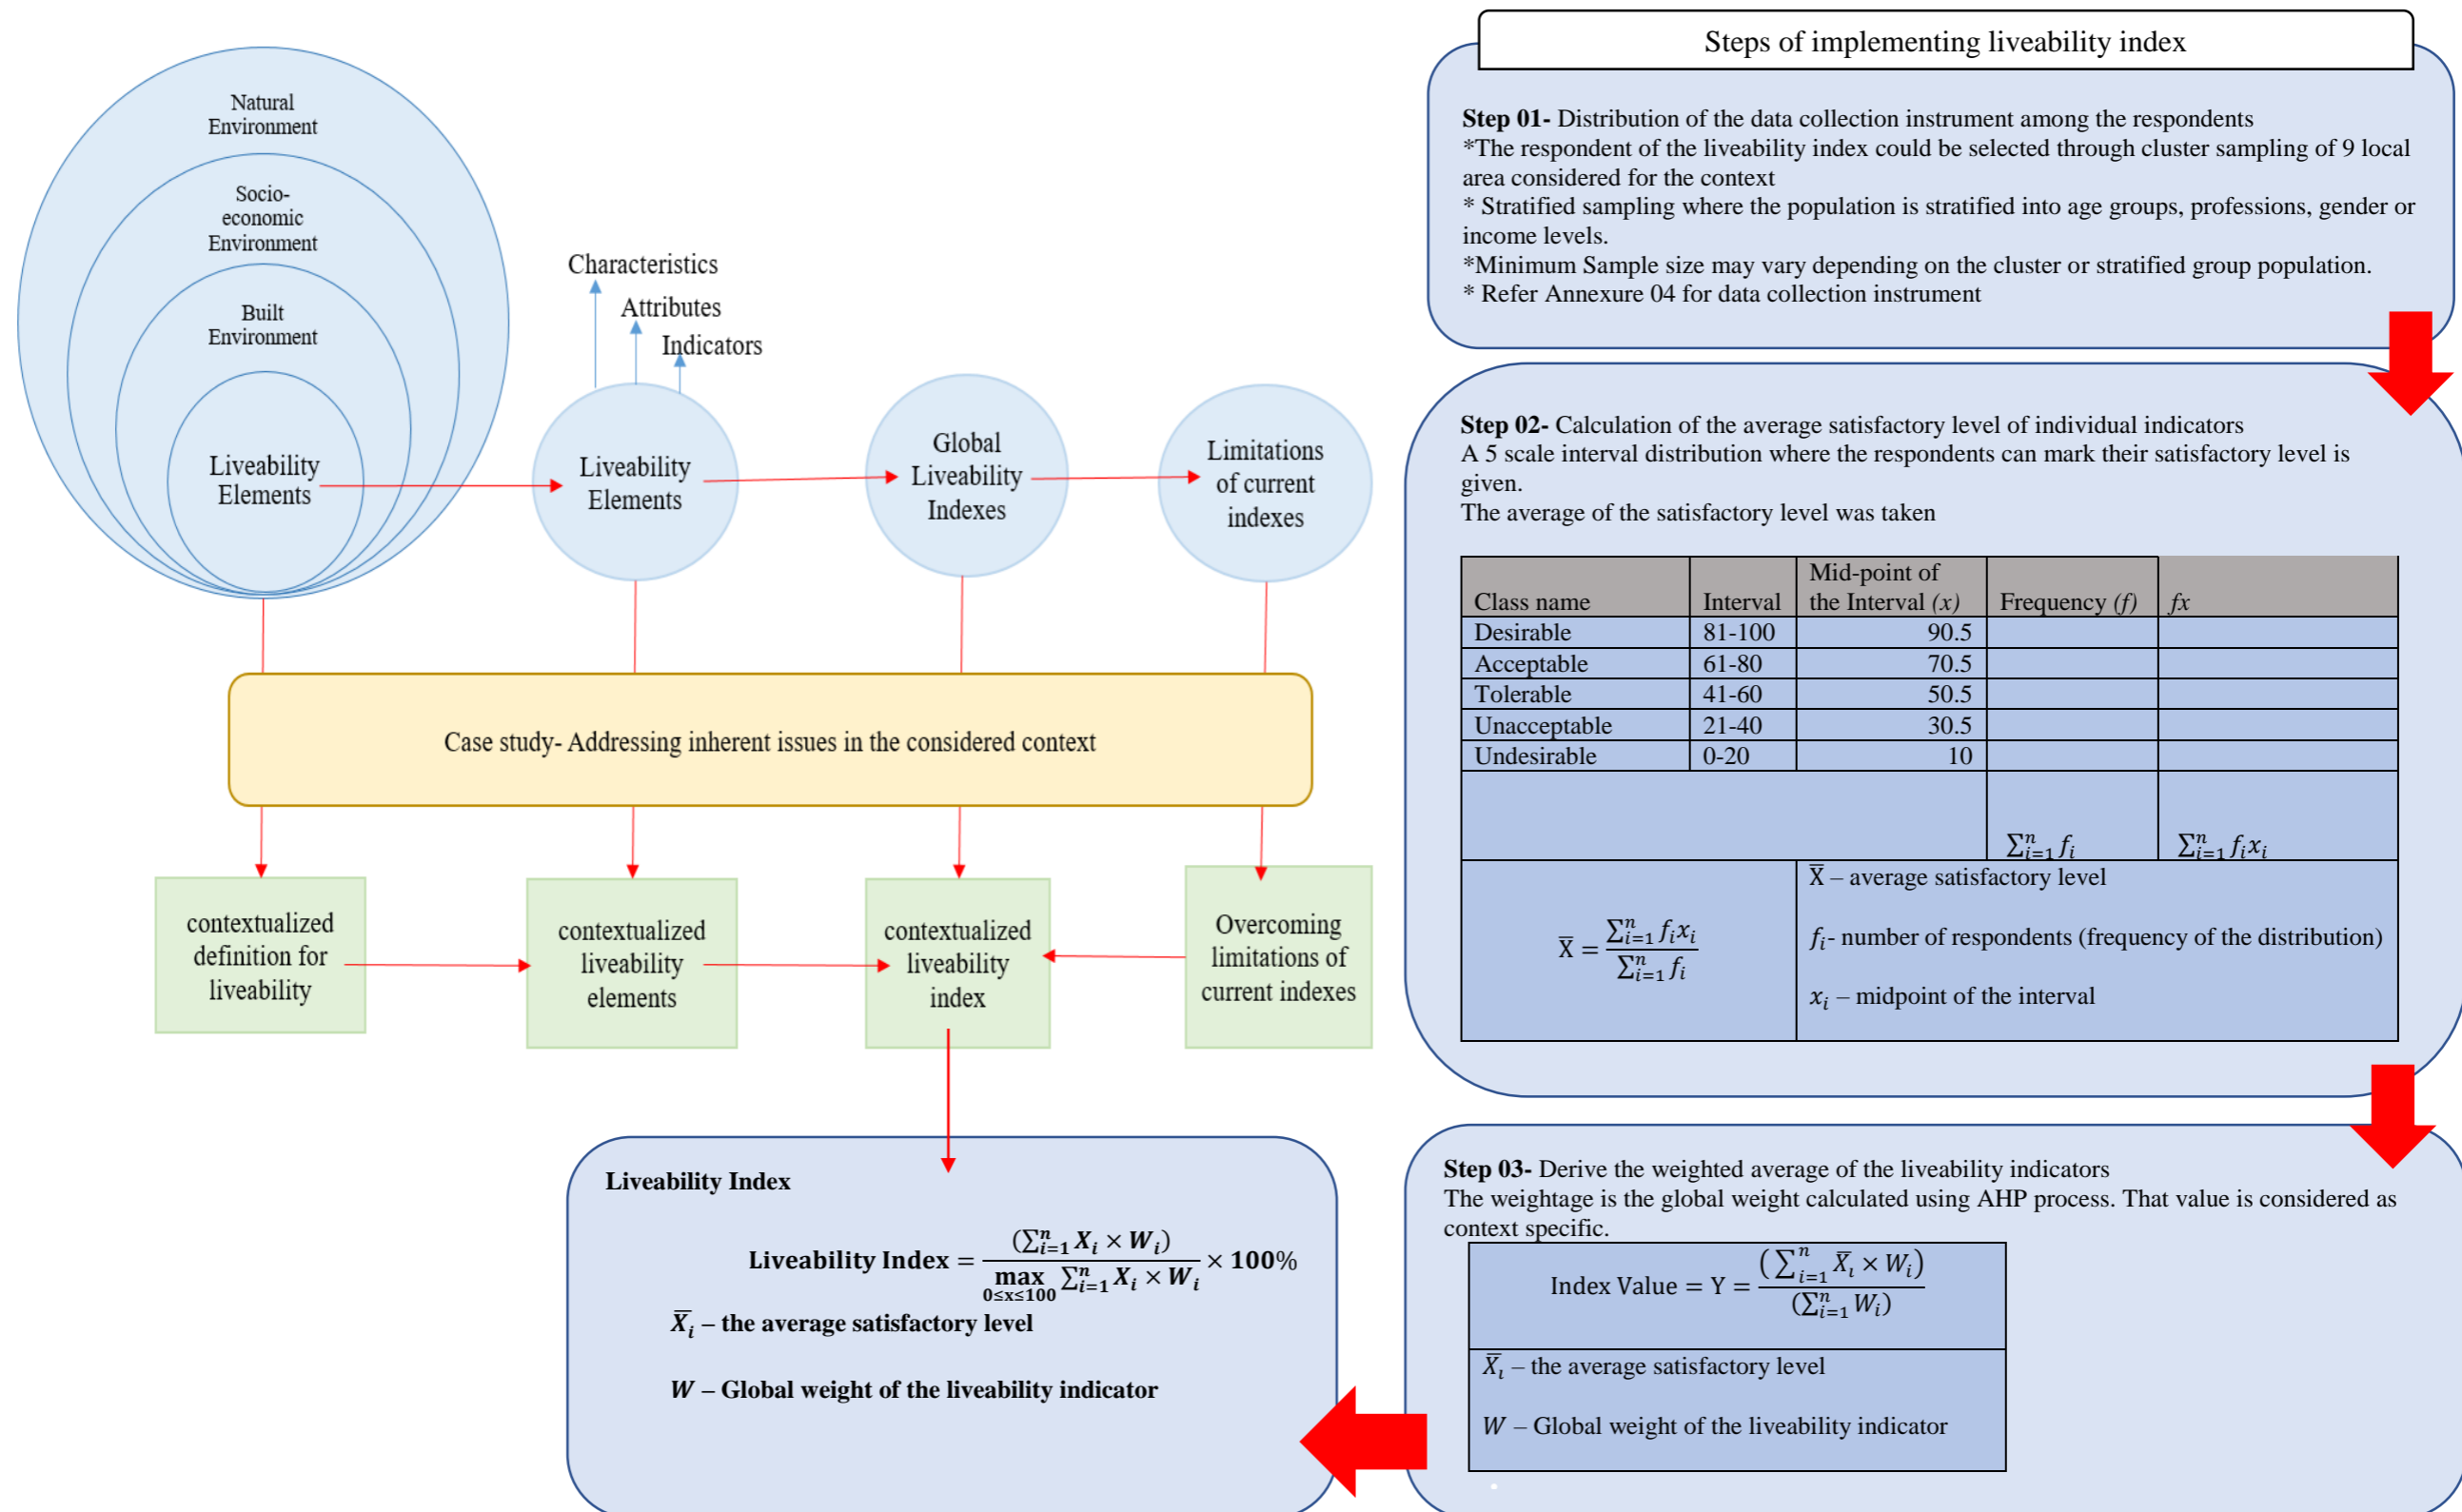 Natural
Environment
Socio-
economic
Environment
Built
Environment
Liveability
Elements
Characteristics
Attributes
Indicators
Liveability
Elements
Global
Liveability
Indexes
Limitations
of current
indexes
Case study- Addressing inherent issues in the considered context
contextualized
definition for
liveability
contextualized
liveability
elements
contextualized
liveability
index
Overcoming
limitations of
current indexes
Liveability Index
Liveability Index = (∑ⁿᵢ₌₁ Xᵢ × Wᵢ) / max 0≤x≤100 ∑ⁿᵢ₌₁ Xᵢ × Wᵢ × 100%
X̅ᵢ – the average satisfactory level
W – Global weight of the liveability indicator
Steps of implementing liveability index
Step 01- Distribution of the data collection instrument among the respondents
*The respondent of the liveability index could be selected through cluster sampling of 9 local
area considered for the context
* Stratified sampling where the population is stratified into age groups, professions, gender or
income levels.
*Minimum Sample size may vary depending on the cluster or stratified group population.
* Refer Annexure 04 for data collection instrument
Step 02- Calculation of the average satisfactory level of individual indicators
A 5 scale interval distribution where the respondents can mark their satisfactory level is
given.
The average of the satisfactory level was taken
Class name Interval Mid-point of the Interval (x) Frequency (f) fx
Desirable 81-100 90.5
Acceptable 61-80 70.5
Tolerable 41-60 50.5
Unacceptable 21-40 30.5
Undesirable 0-20 10
∑ⁿᵢ₌₁ fᵢ ∑ⁿᵢ₌₁ fᵢxᵢ
X̅ = ∑ⁿᵢ₌₁ fᵢxᵢ / ∑ⁿᵢ₌₁ fᵢ
X̅ – average satisfactory level
fᵢ- number of respondents (frequency of the distribution)
xᵢ – midpoint of the interval
Step 03- Derive the weighted average of the liveability indicators
The weightage is the global weight calculated using AHP process. That value is considered as
context specific.
Index Value = Y = (∑ⁿᵢ₌₁ X̅ᵢ × Wᵢ) / (∑ⁿᵢ₌₁ Wᵢ)
X̅ᵢ – the average satisfactory level
W – Global weight of the liveability indicator